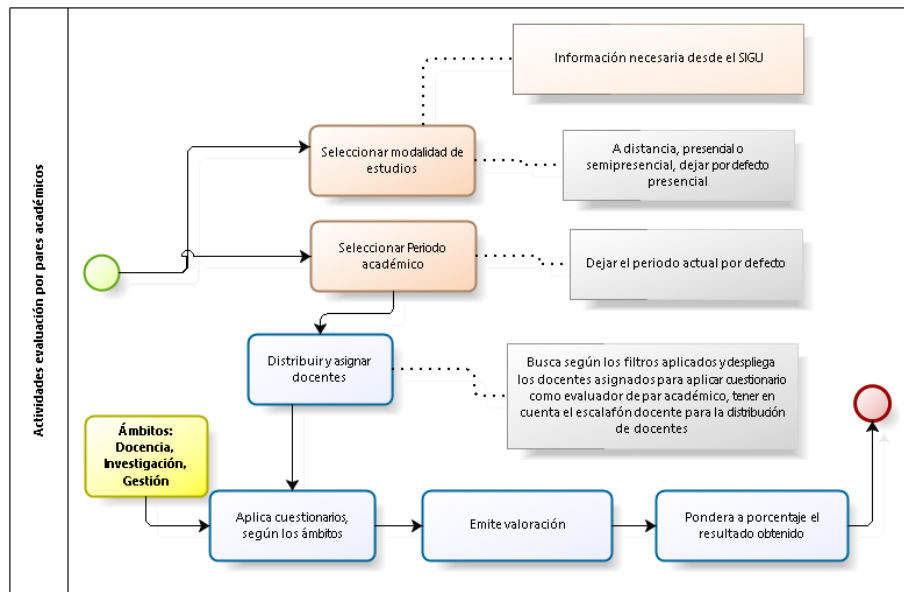 Actividades evaluación por pares académicos
Información necesaria desde el SIGU
Seleccionar modalidad de
estudios
A distancia, presencial o
semipresencial, dejar por defecto
presencial
Seleccionar Periodo
académico
Dejar el periodo actual por defecto
Distribuir y asignar
docentes
Busca según los filtros aplicados y despliega
los docentes asignados para aplicar cuestionario
como evaluador de par académico, tener en
cuenta el escalafón docente para la distribución
de docentes
Ámbitos:
Docencia,
Investigación,
Gestión
Aplica cuestionarios,
según los ámbitos
Emite valoración
Pondera a porcentaje el
resultado obtenido